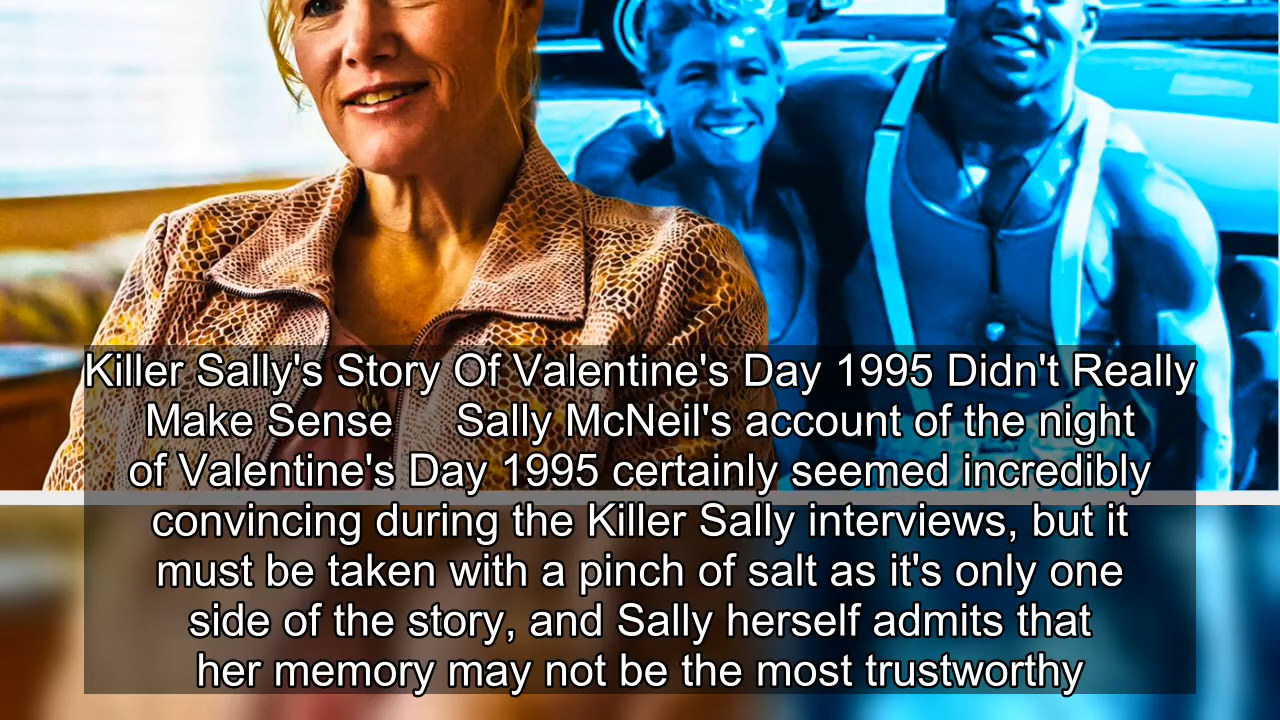 Killer Sally's Story Of Valentine's Day 1995 Didn't Really
Make Sense Sally McNeil's account of the night
of Valentine's Day 1995 certainly seemed incredibly
convincing during the Killer Sally interviews, but it
must be taken with a pinch of salt as it's only one
side of the story, and Sally herself admits that
her memory may not be the most trustworthy